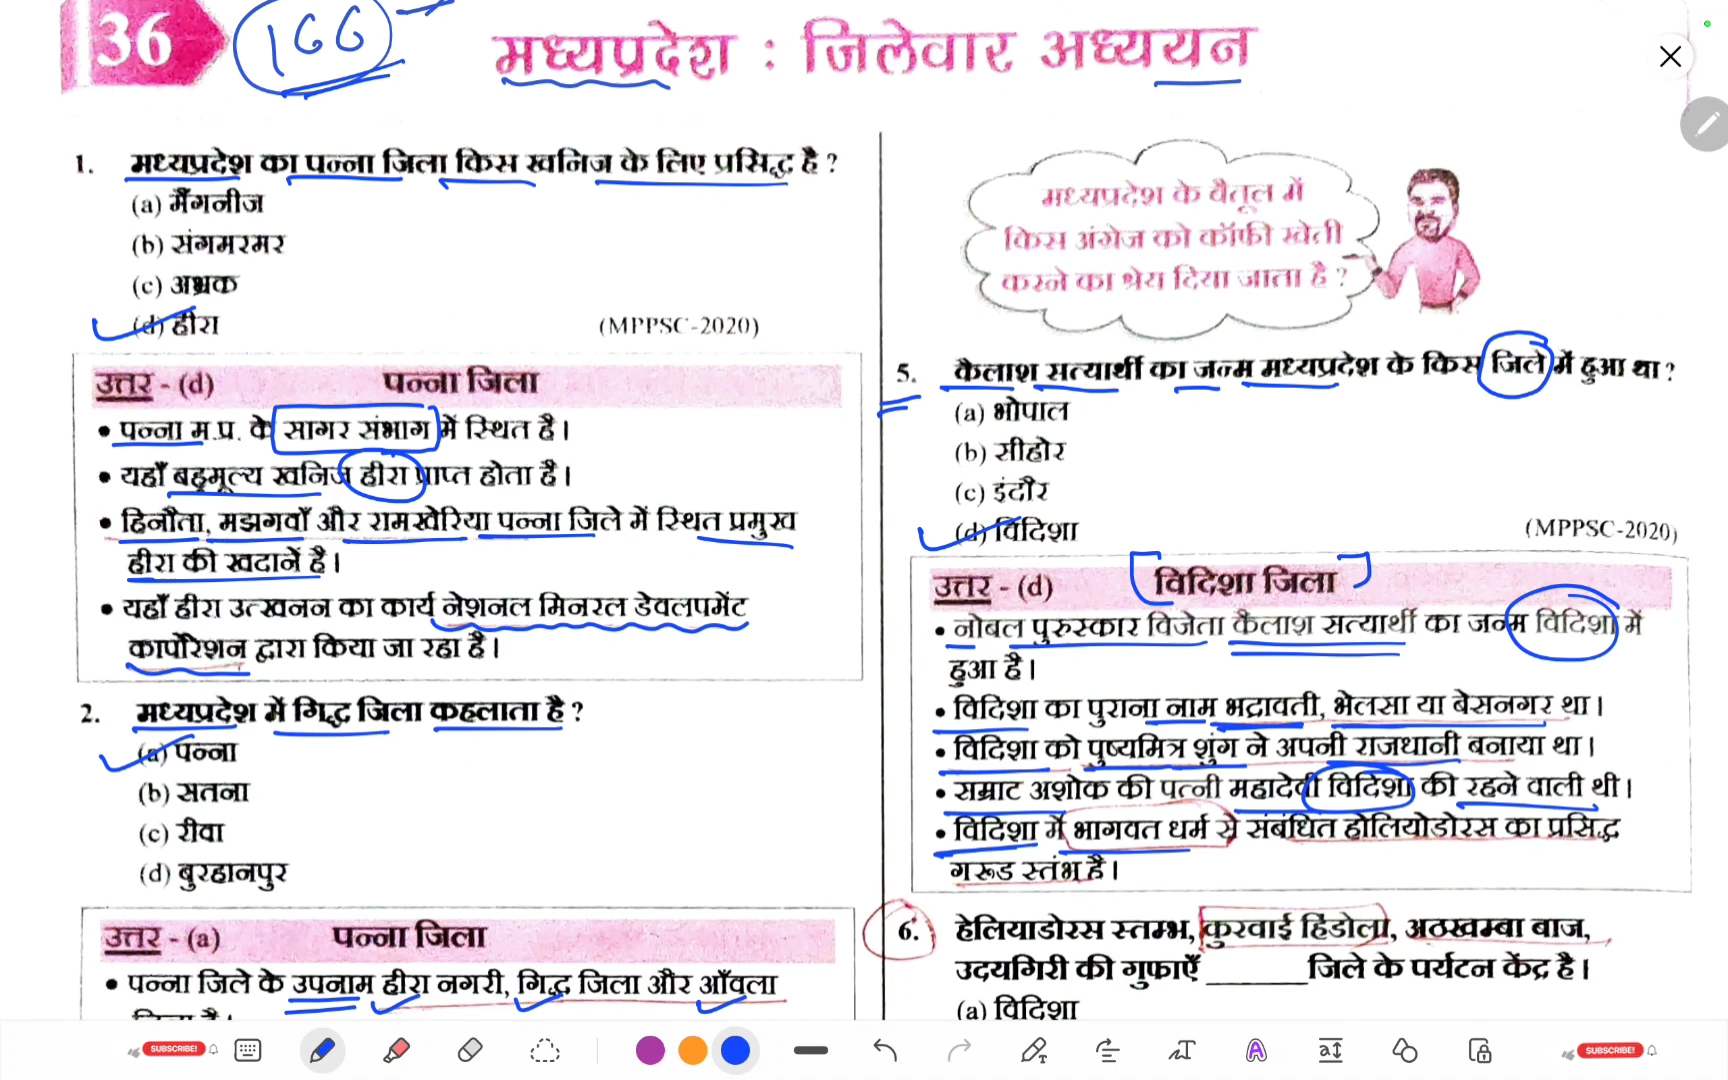 36
166
मध्यप्रदेश : जिलेवार अध्ययन
1. मध्यप्रदेश का पन्ना जिला किस खनिज के लिए प्रसिद्ध है ?
(a) मैंगनीज
(b) संगमरमर
(c) अभ्रक
(d) हीरा (MPPSC-2020)
उत्तर - (d) पन्ना जिला
• पन्ना म.प्र. के सागर संभाग में स्थित है।
• यहाँ बहुमूल्य खनिज हीरा प्राप्त होता है।
• हिनौता, मझगवाँ और रामखेरिया पन्ना जिले में स्थित प्रमुख
हीरा की खदानें है।
• यहाँ हीरा उत्खनन का कार्य नेशनल मिनरल डेवलपमेंट
कार्पोरेशन द्वारा किया जा रहा है।
2. मध्यप्रदेश में गिद्ध जिला कहलाता है ?
(a) पन्ना
(b) सतना
(c) रीवा
(d) बुरहानपुर
उत्तर - (a) पन्ना जिला
• पन्ना जिले के उपनाम हीरा नगरी, गिद्ध जिला और आँवला
मध्यप्रदेश के बैतूल में
किस अंग्रेज को कॉफी खेती
करने का श्रेय दिया जाता है ?
5. कैलाश सत्यार्थी का जन्म मध्यप्रदेश के किस जिले में हुआ था ?
(a) भोपाल
(b) सीहोर
(c) इंदौर
(d) विदिशा (MPPSC-2020)
उत्तर - (d) विदिशा जिला
• नोबल पुरुस्कार विजेता कैलाश सत्यार्थी का जन्म विदिशा में
हुआ है।
• विदिशा का पुराना नाम भद्रावती, भेलसा या बेसनगर था।
• विदिशा को पुष्यमित्र शुंग ने अपनी राजधानी बनाया था।
• सम्राट अशोक की पत्नी महादेवी विदिशा की रहने वाली थी।
• विदिशा में भागवत धर्म से संबंधित होलियोडोरस का प्रसिद्ध
गरूड स्तंभ है।
6. हेलियाडोरस स्तम्भ, कुरवाई हिंडोला, अठखम्बा बाज,
उदयगिरी की गुफाएँ ______ जिले के पर्यटन केंद्र है।
(a) विदिशा
SUBSCRIBE!
SUBSCRIBE!